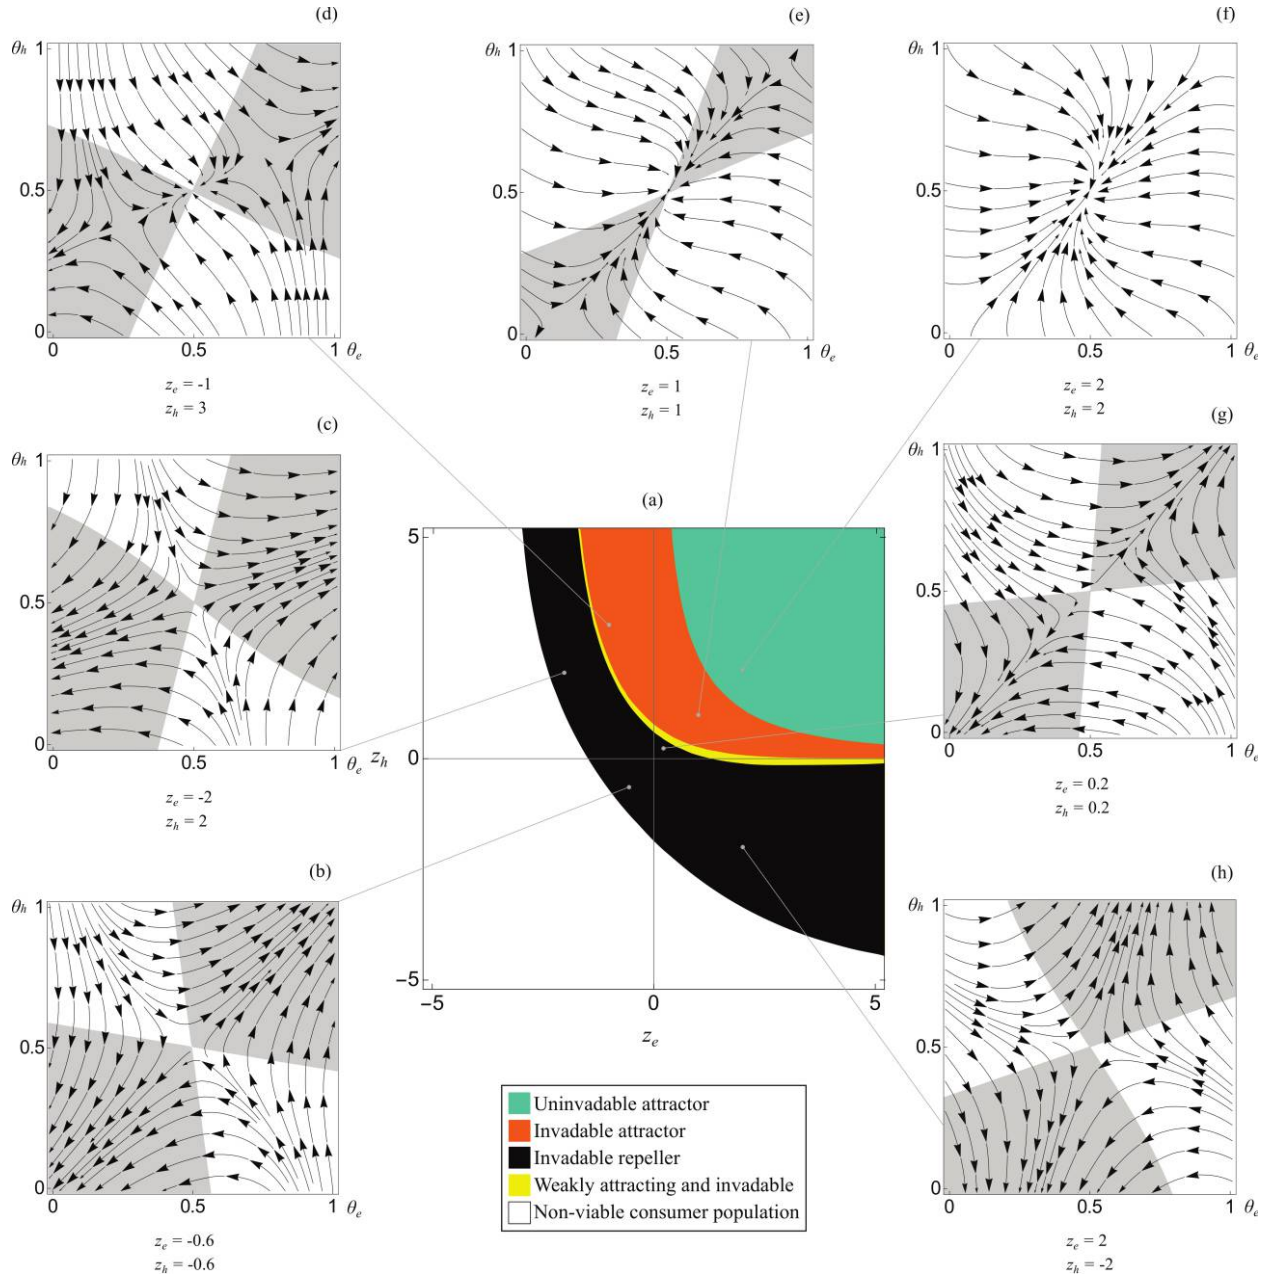 (d)
θh
1
0.5
0
0
0.5
1
θe
ze = -1
zh = 3
(e)
θh
1
0.5
0
0
0.5
1
θe
ze = 1
zh = 1
(f)
θh
1
0.5
0
0
0.5
1
θe
ze = 2
zh = 2
(c)
θh
1
0.5
0
0
0.5
1
θe
ze = -2
zh = 2
(a)
5
zh
0
-5
-5
0
5
ze
(g)
θh
1
0.5
0
0
0.5
1
θe
ze = 0.2
zh = 0.2
(b)
θh
1
0.5
0
0
0.5
1
θe
ze = -0.6
zh = -0.6
(h)
θh
1
0.5
0
0
0.5
1
θe
ze = 2
zh = -2
Uninvadable attractor
Invadable attractor
Invadable repeller
Weakly attracting and invadable
Non-viable consumer population